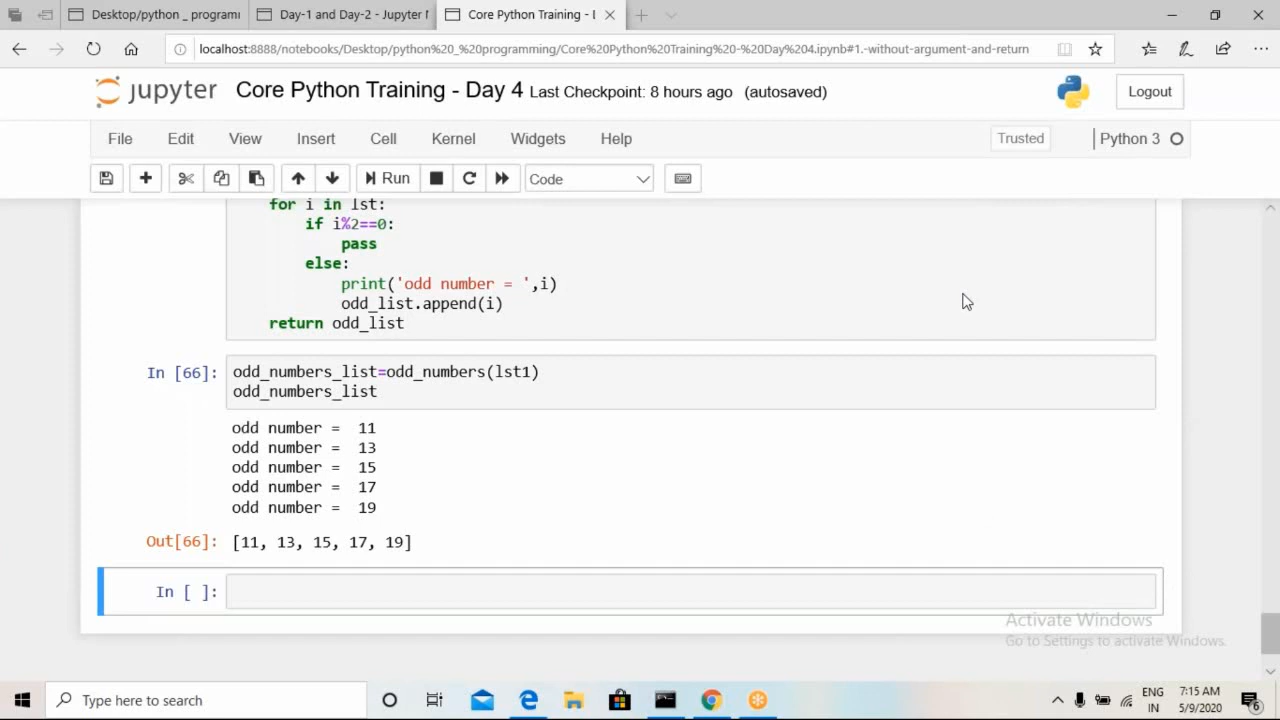 Desktop/python _ programi
Day-1 and Day-2 - Jupyter N
Core Python Training - D
localhost:8888/notebooks/Desktop/python%20_%20programming/Core%20Python%20Training%20-%20Day%204.ipynb#1.-without-argument-and-return
jupyter Core Python Training - Day 4 Last Checkpoint: 8 hours ago (autosaved)
Logout
File Edit View Insert Cell Kernel Widgets Help
Trusted
Python 3
Run
Code
for i in lst:
if i%2==0:
pass
else:
print('odd number = ',i)
odd_list.append(i)
return odd_list
In [66]: odd_numbers_list=odd_numbers(lst1)
odd_numbers_list
odd number = 11
odd number = 13
odd number = 15
odd number = 17
odd number = 19
Out[66]: [11, 13, 15, 17, 19]
In [ ]:
Activate Windows
Go to Settings to activate Windows.
Type here to search
ENG
IN
7:15 AM
5/9/2020
6